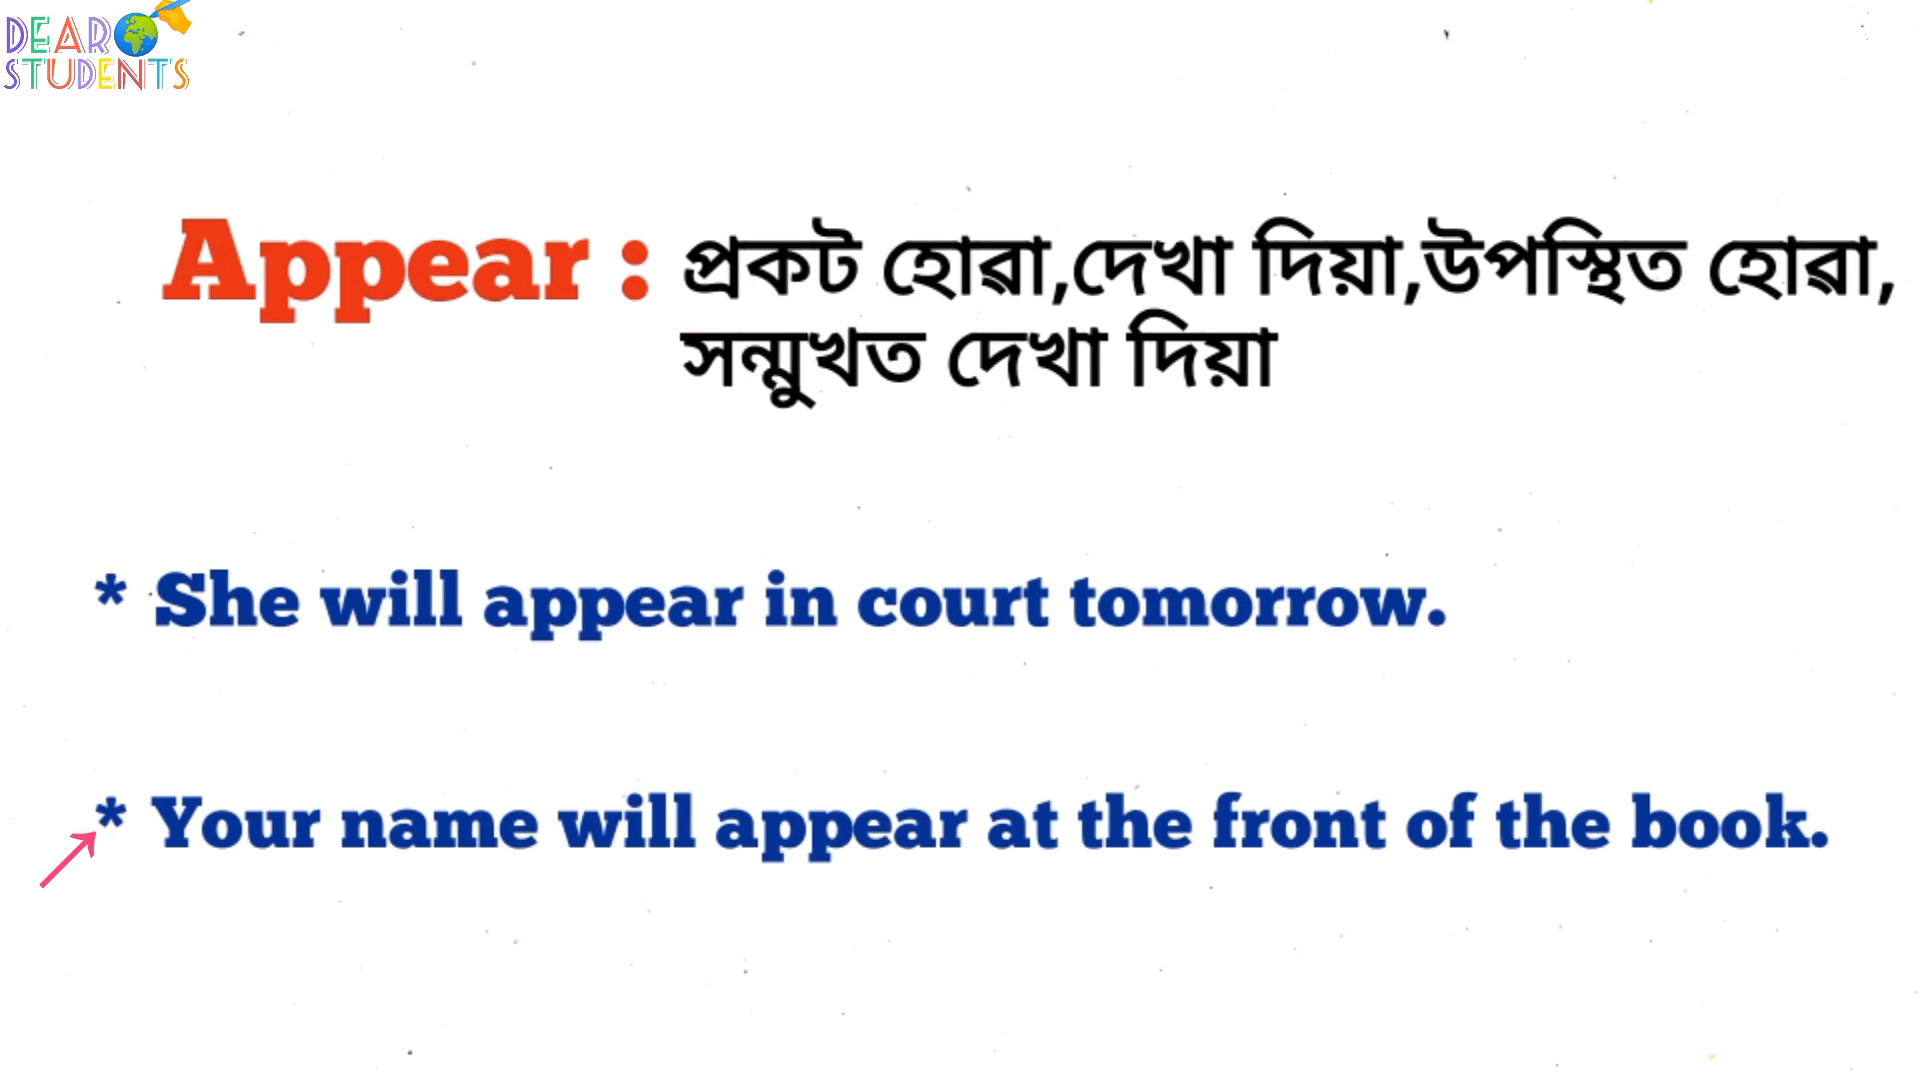 DEAR
STUDENTS
Appear : প্ৰকট হোৱা,দেখা দিয়া,উপস্থিত হোৱা,
সন্মুখত দেখা দিয়া
* She will appear in court tomorrow.
* Your name will appear at the front of the book.